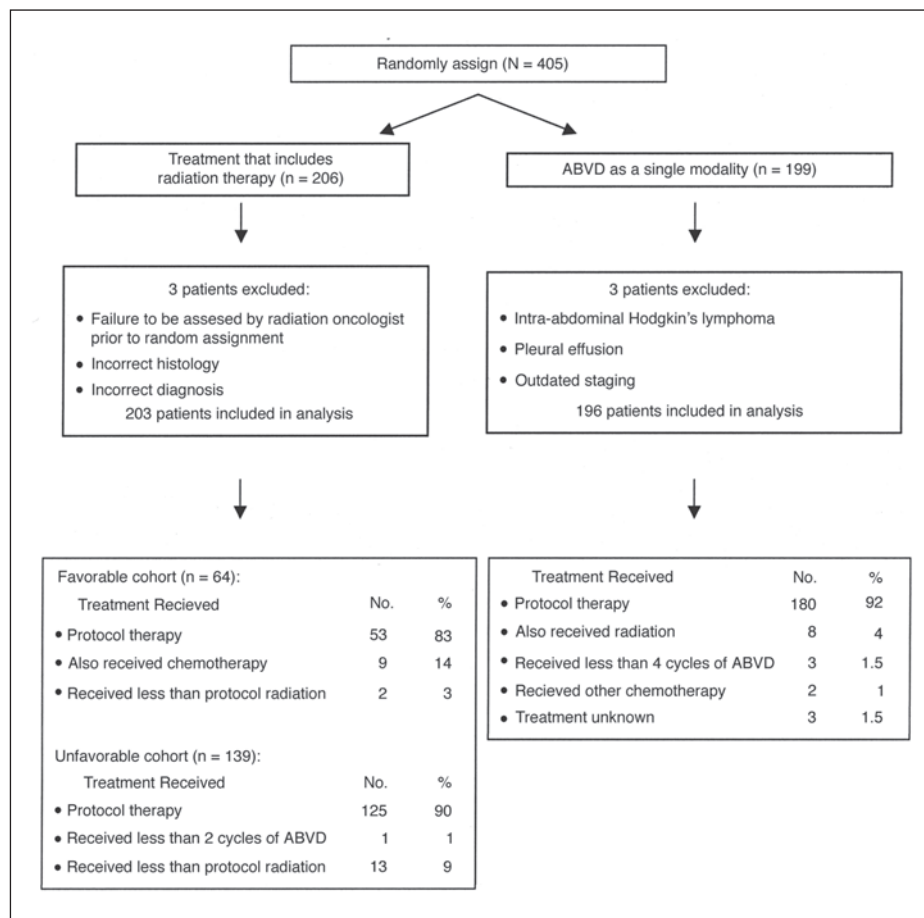 Randomly assign (N = 405)
Treatment that includes
radiation therapy (n = 206)
ABVD as a single modality (n = 199)
3 patients excluded:
• Failure to be assesed by radiation oncologist
prior to random assignment
• Incorrect histology
• Incorrect diagnosis
203 patients included in analysis
3 patients excluded:
• Intra-abdominal Hodgkin's lymphoma
• Pleural effusion
• Outdated staging
196 patients included in analysis
Favorable cohort (n = 64):
Treatment Recieved No. %
• Protocol therapy 53 83
• Also received chemotherapy 9 14
• Received less than protocol radiation 2 3
Unfavorable cohort (n = 139):
Treatment Received No. %
• Protocol therapy 125 90
• Received less than 2 cycles of ABVD 1 1
• Received less than protocol radiation 13 9
Treatment Received No. %
• Protocol therapy 180 92
• Also received radiation 8 4
• Received less than 4 cycles of ABVD 3 1.5
• Recieved other chemotherapy 2 1
• Treatment unknown 3 1.5